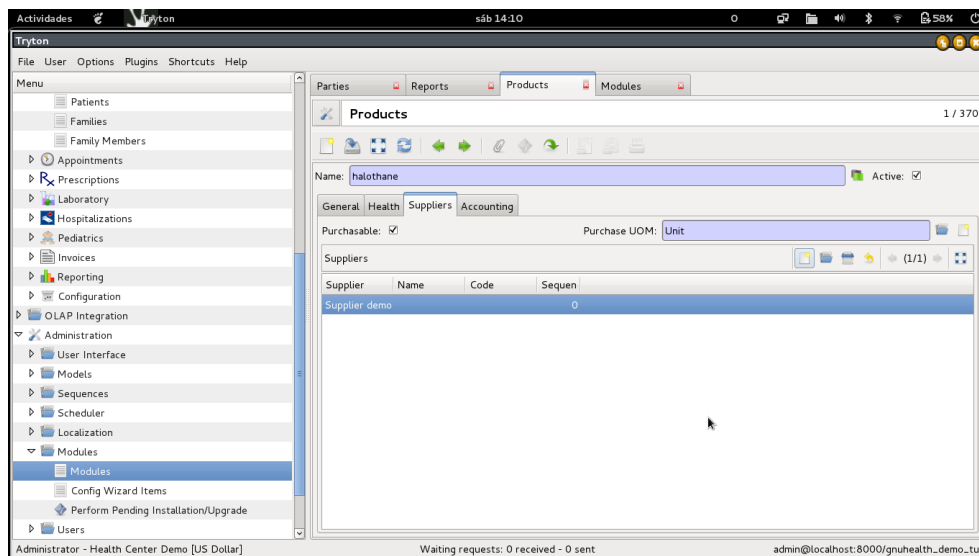 Actividades Tryton sáb 14:10 0 58%
Tryton
File User Options Plugins Shortcuts Help
Menu
Patients
Families
Family Members
Appointments
Prescriptions
Laboratory
Hospitalizations
Pediatrics
Invoices
Reporting
Configuration
OLAP Integration
Administration
User Interface
Models
Sequences
Scheduler
Localization
Modules
Modules
Config Wizard Items
Perform Pending Installation/Upgrade
Users
Parties Reports Products Modules
Products 1 / 370
Name: halothane Active:
General Health Suppliers Accounting
Purchasable: Purchase UOM: Unit
Suppliers (1/1)
Supplier Name Code Sequen
Supplier demo 0
Administrator - Health Center Demo [US Dollar] Waiting requests: 0 received - 0 sent admin@localhost:8000/gnuhealth_demo_tu